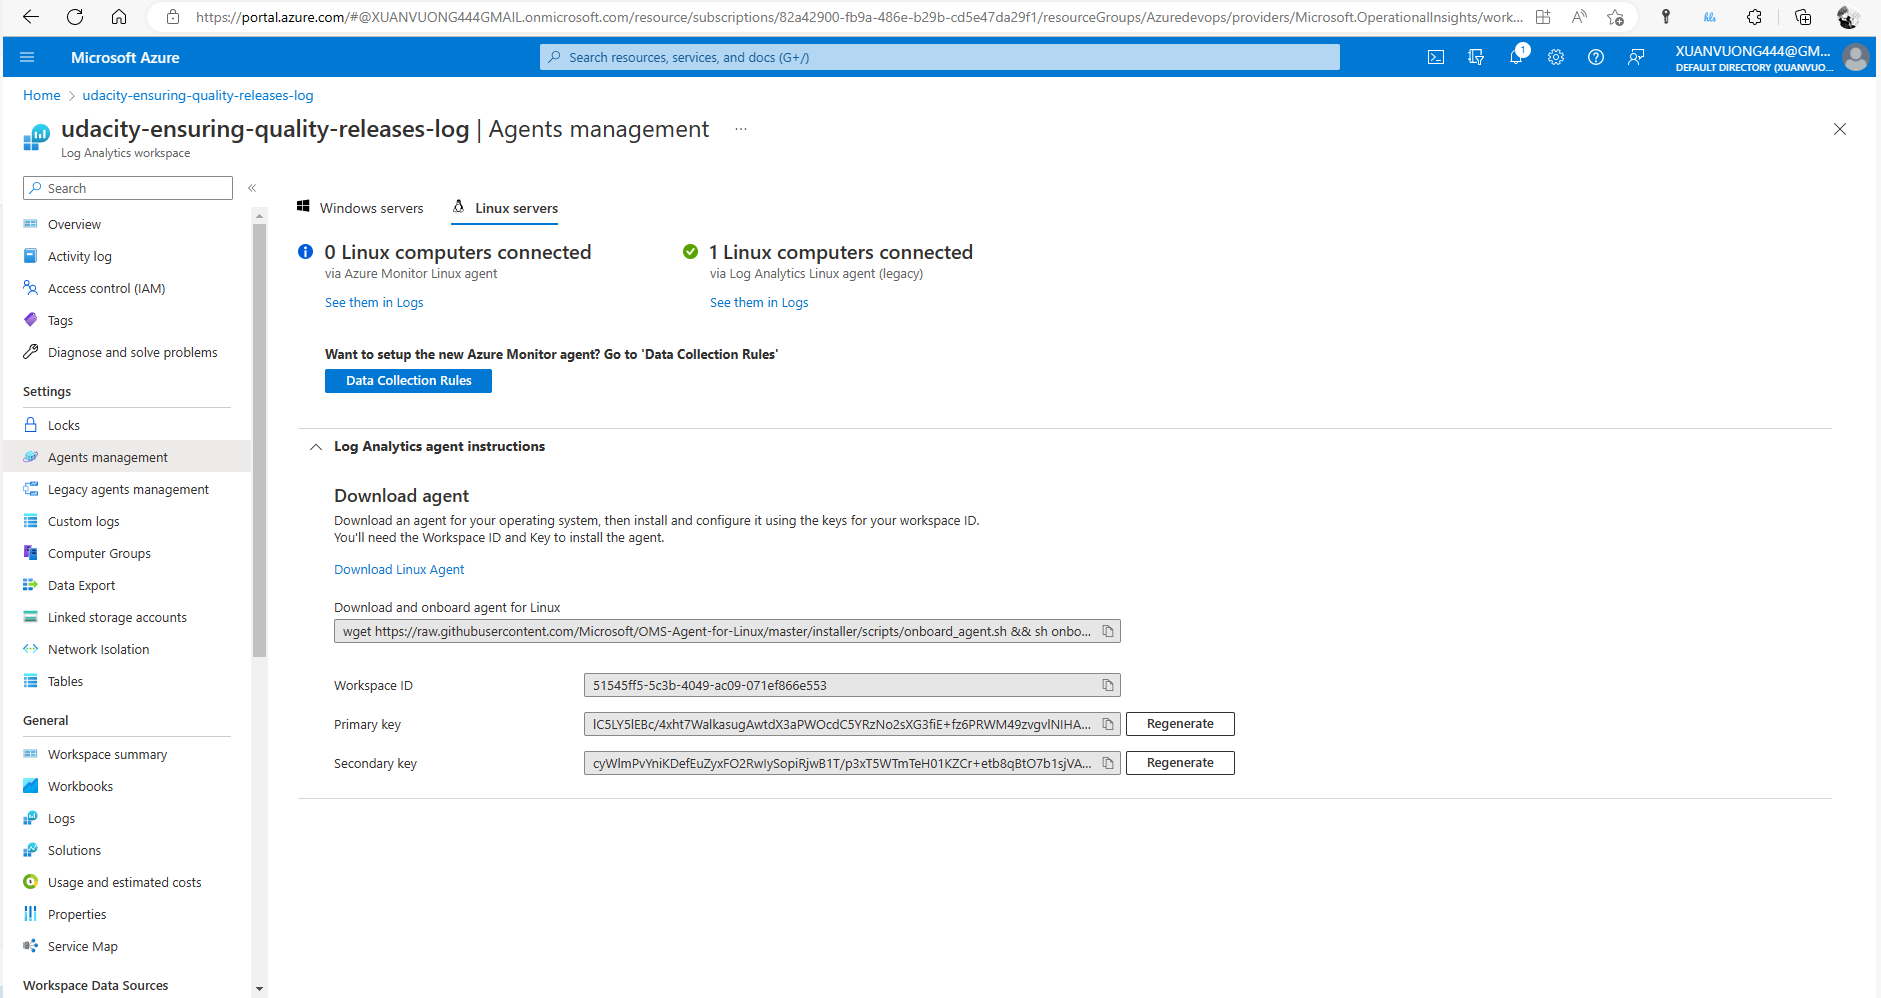 https://portal.azure.com/#@XUANVUONG444GMAIL.onmicrosoft.com/resource/subscriptions/82a42900-fb9a-486e-b29b-cd5e47da29f1/resourceGroups/Azuredevops/providers/Microsoft.OperationalInsights/work...
Microsoft Azure
Search resources, services, and docs (G+/)
1
XUANVUONG444@GM...
DEFAULT DIRECTORY (XUANVUO...
Home > udacity-ensuring-quality-releases-log
udacity-ensuring-quality-releases-log | Agents management ...
Log Analytics workspace
Search
Overview
Activity log
Access control (IAM)
Tags
Diagnose and solve problems
Settings
Locks
Agents management
Legacy agents management
Custom logs
Computer Groups
Data Export
Linked storage accounts
Network Isolation
Tables
General
Workspace summary
Workbooks
Logs
Solutions
Usage and estimated costs
Properties
Service Map
Workspace Data Sources
Windows servers
Linux servers
0 Linux computers connected
via Azure Monitor Linux agent
See them in Logs
1 Linux computers connected
via Log Analytics Linux agent (legacy)
See them in Logs
Want to setup the new Azure Monitor agent? Go to 'Data Collection Rules'
Data Collection Rules
Log Analytics agent instructions
Download agent
Download an agent for your operating system, then install and configure it using the keys for your workspace ID.
You'll need the Workspace ID and Key to install the agent.
Download Linux Agent
Download and onboard agent for Linux
wget https://raw.githubusercontent.com/Microsoft/OMS-Agent-for-Linux/master/installer/scripts/onboard_agent.sh && sh onbo...
Workspace ID
51545ff5-5c3b-4049-ac09-071ef866e553
Primary key
Regenerate
Secondary key
Regenerate